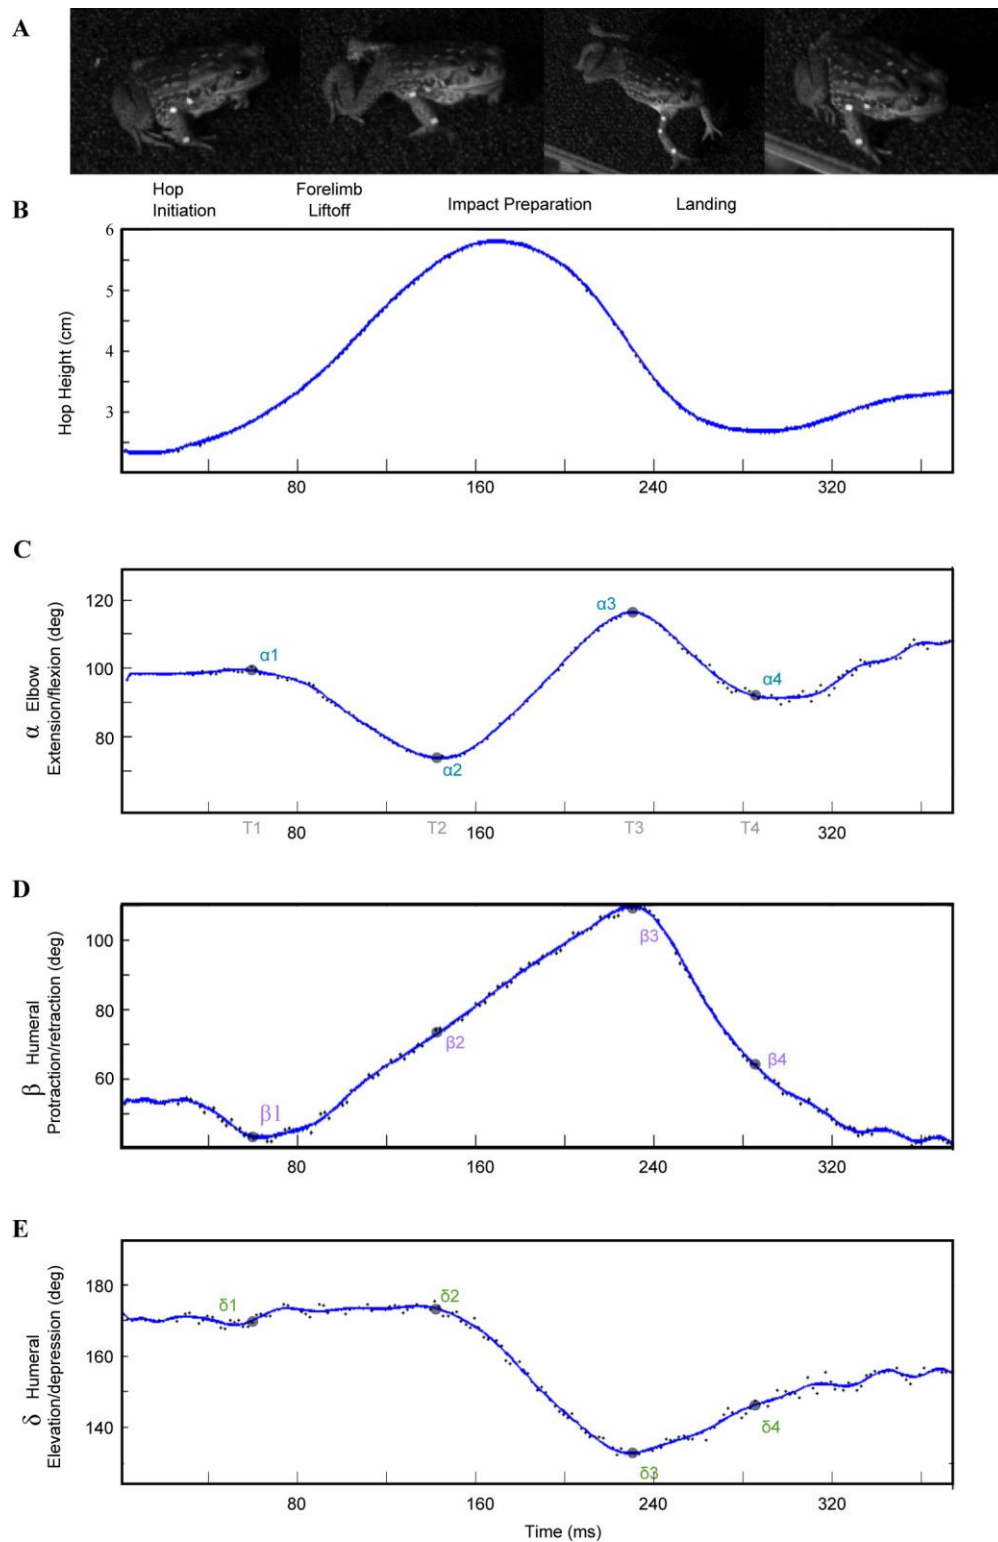 A
Hop
Initiation
Forelimb
Liftoff
Impact Preparation
Landing
B
Hop Height (cm)
6
5
4
3
80
160
240
320
C
α Elbow
Extension/flexion (deg)
120
100
80
α1
α2
α3
α4
T1
80
T2
160
T3
240
T4
320
D
β Humeral
Protraction/retraction (deg)
100
80
60
β1
β2
β3
β4
80
160
240
320
E
δ Humeral
Elevation/depression (deg)
180
160
140
δ1
δ2
δ3
δ4
80
160
240
320
Time (ms)